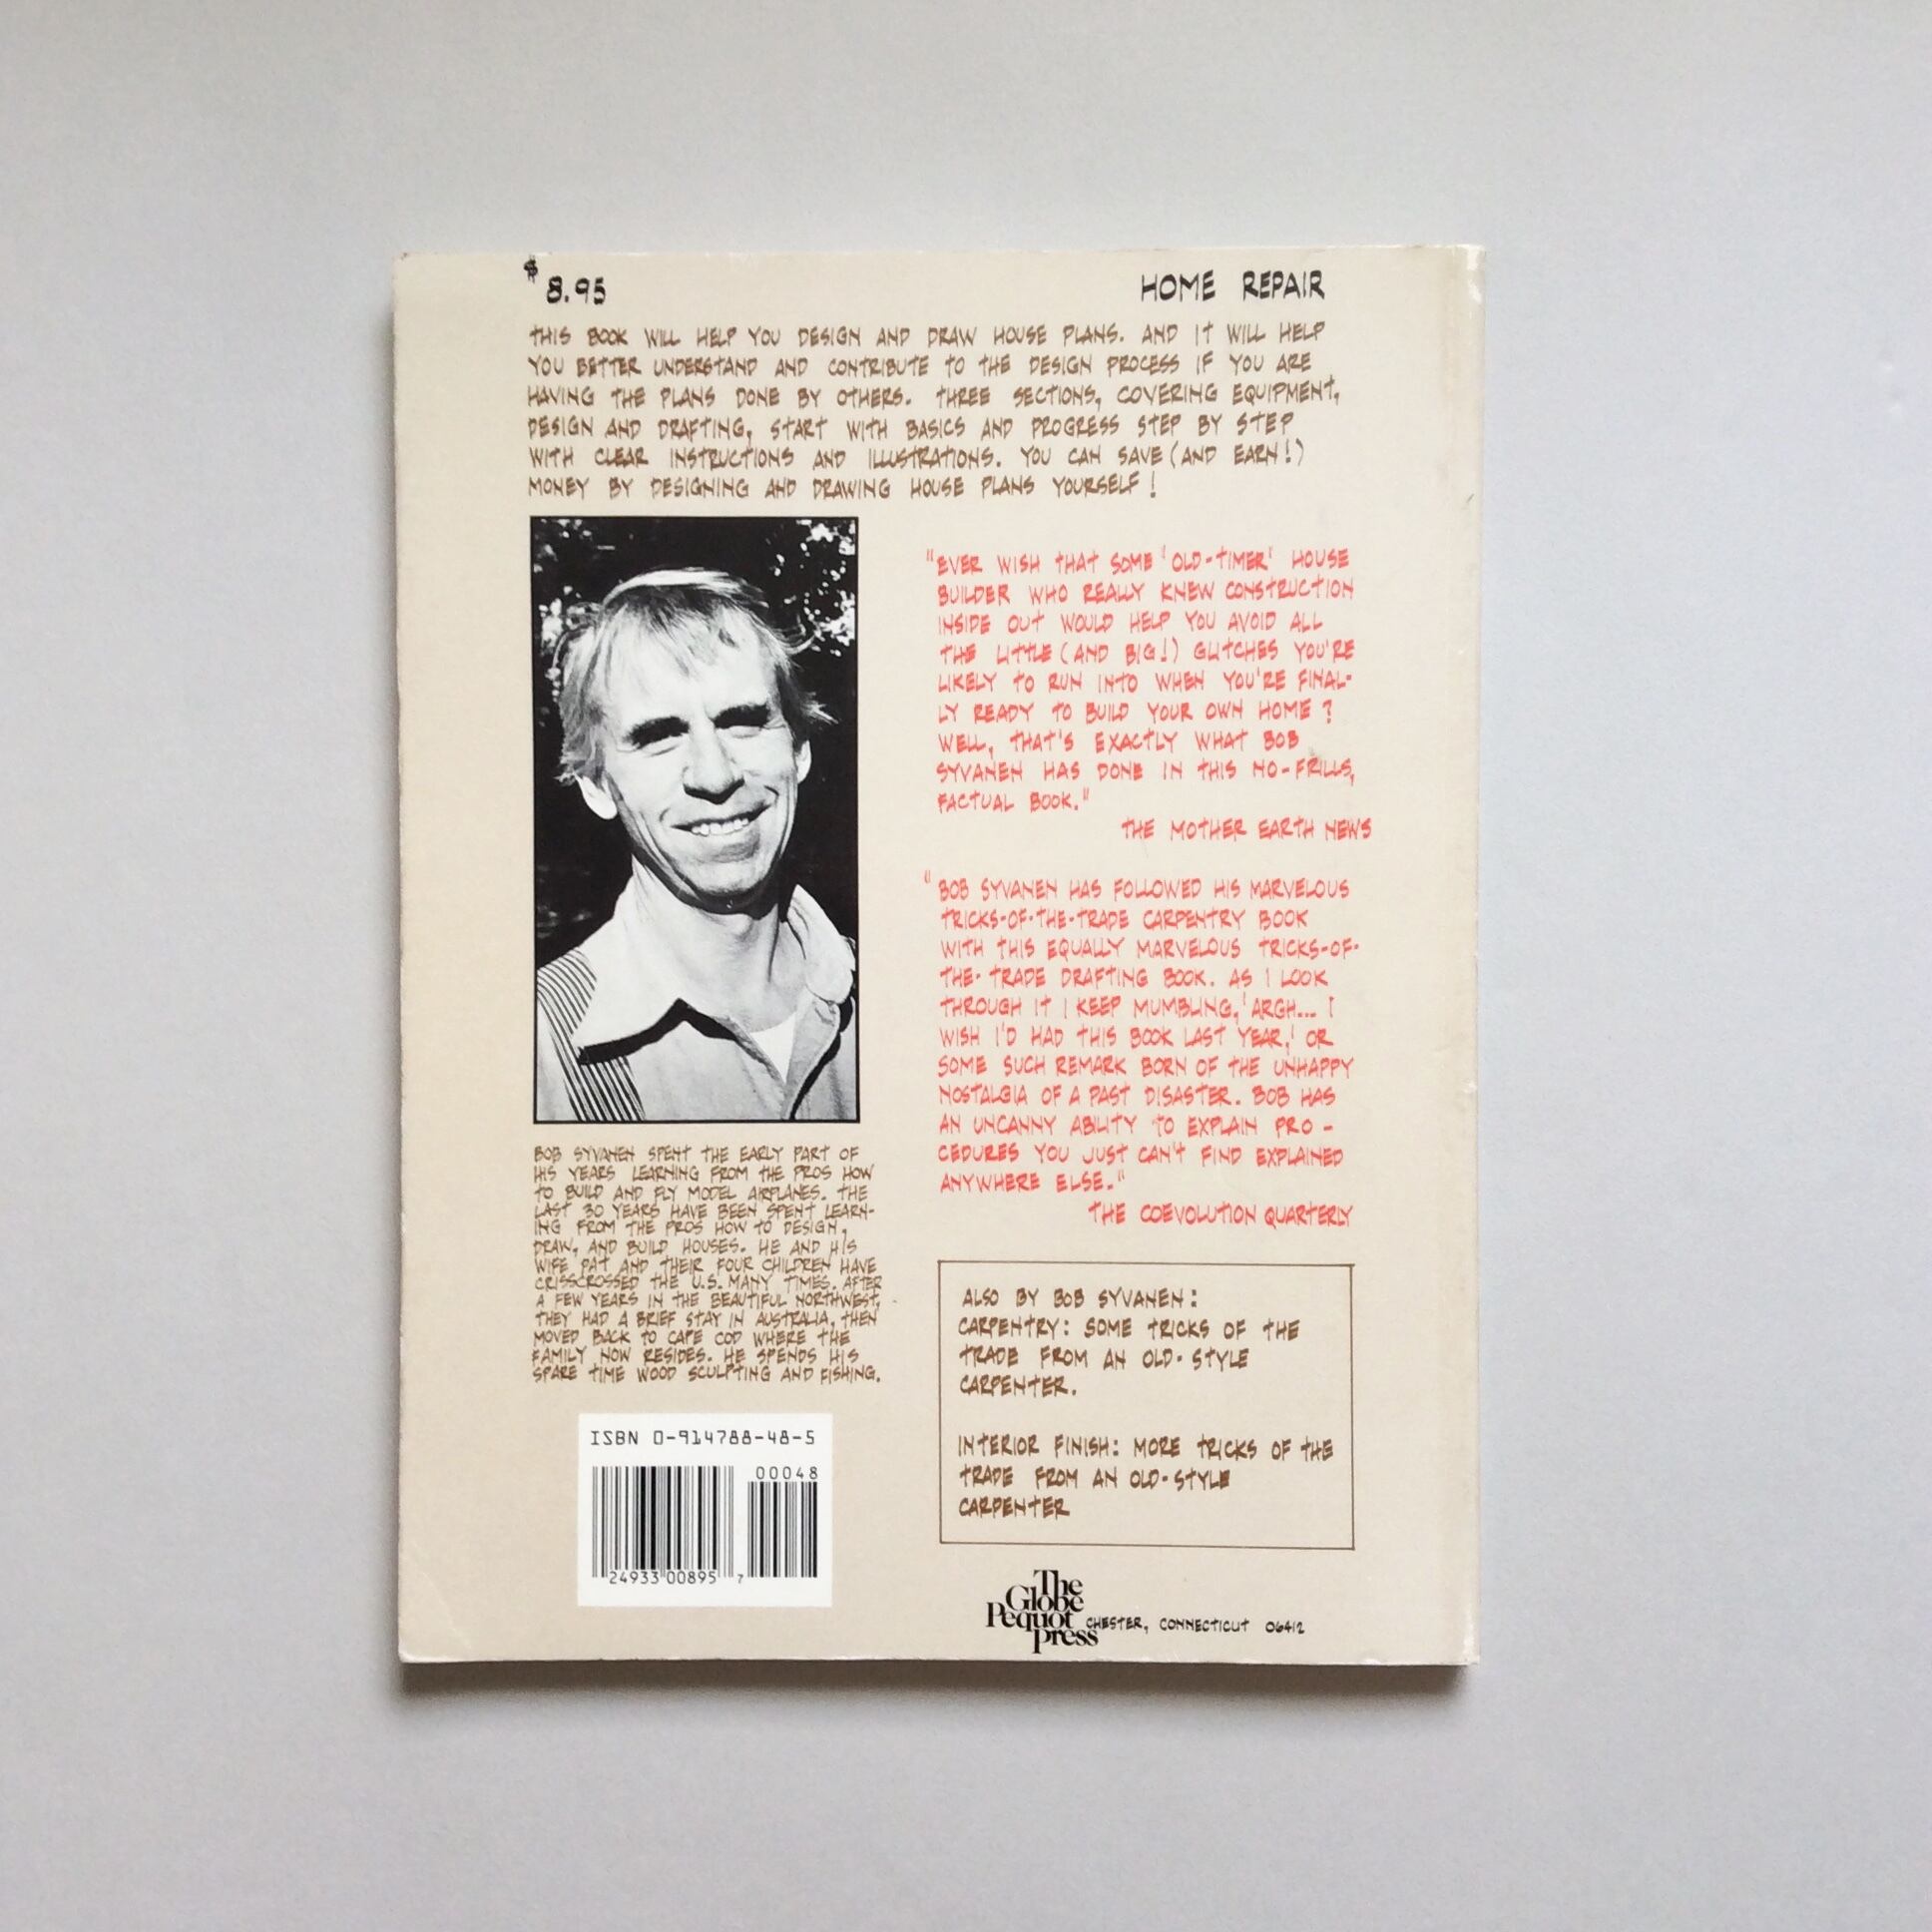 $8.95
HOME REPAIR
THIS BOOK WILL HELP YOU DESIGN AND DRAW HOUSE PLANS. AND IT WILL HELP
YOU BETTER UNDERSTAND AND CONTRIBUTE TO THE DESIGN PROCESS IF YOU ARE
HAVING THE PLANS DONE BY OTHERS. THREE SECTIONS, COVERING EQUIPMENT,
DESIGN AND DRAFTING, START WITH BASICS AND PROGRESS STEP BY STEP
WITH CLEAR INSTRUCTIONS AND ILLUSTRATIONS. YOU CAN SAVE (AND EARN!)
MONEY BY DESIGNING AND DRAWING HOUSE PLANS YOURSELF!
BOB SYVANEN SPENT THE EARLY PART OF
HIS YEARS LEARNING FROM THE PROS HOW
TO BUILD AND FLY MODEL AIRPLANES. THE
LAST 30 YEARS HAVE BEEN SPENT LEARN-
ING FROM THE PROS HOW TO DESIGN,
DRAW, AND BUILD HOUSES. HE AND HIS
WIFE PAT AND THEIR FOUR CHILDREN HAVE
CRISSCROSSED THE U.S. MANY TIMES. AFTER
A FEW YEARS IN THE BEAUTIFUL NORTHWEST,
THEY HAD A BRIEF STAY IN AUSTRALIA, THEN
MOVED BACK TO CAPE COD WHERE THE
FAMILY NOW RESIDES. HE SPENDS HIS
SPARE TIME WOOD SCULPTING AND FISHING.
ISBN 0-914788-48-5
00048
24933 00895 7
"EVER WISH THAT SOME 'OLD-TIMER' HOUSE
BUILDER WHO REALLY KNEW CONSTRUCTION
INSIDE OUT WOULD HELP YOU AVOID ALL
THE LITTLE (AND BIG!) GLITCHES YOU'RE
LIKELY TO RUN INTO WHEN YOU'RE FINAL-
LY READY TO BUILD YOUR OWN HOME?
WELL, THAT'S EXACTLY WHAT BOB
SYVANEN HAS DONE IN THIS NO-FRILLS,
FACTUAL BOOK."
THE MOTHER EARTH NEWS
"BOB SYVANEN HAS FOLLOWED HIS MARVELOUS
TRICKS-OF-THE-TRADE CARPENTRY BOOK
WITH THIS EQUALLY MARVELOUS TRICKS-OF-
THE-TRADE DRAFTING BOOK. AS I LOOK
THROUGH IT I KEEP MUMBLING, 'ARGH... I
WISH I'D HAD THIS BOOK LAST YEAR,' OR
SOME SUCH REMARK BORN OF THE UNHAPPY
NOSTALGIA OF A PAST DISASTER. BOB HAS
AN UNCANNY ABILITY TO EXPLAIN PRO-
CEDURES YOU JUST CAN'T FIND EXPLAINED
ANYWHERE ELSE."
THE COEVOLUTION QUARTERLY
ALSO BY BOB SYVANEN:
CARPENTRY: SOME TRICKS OF THE
TRADE FROM AN OLD-STYLE
CARPENTER.
INTERIOR FINISH: MORE TRICKS OF THE
TRADE FROM AN OLD-STYLE
CARPENTER
The
Globe
Pequot
Press
CHESTER, CONNECTICUT 06412